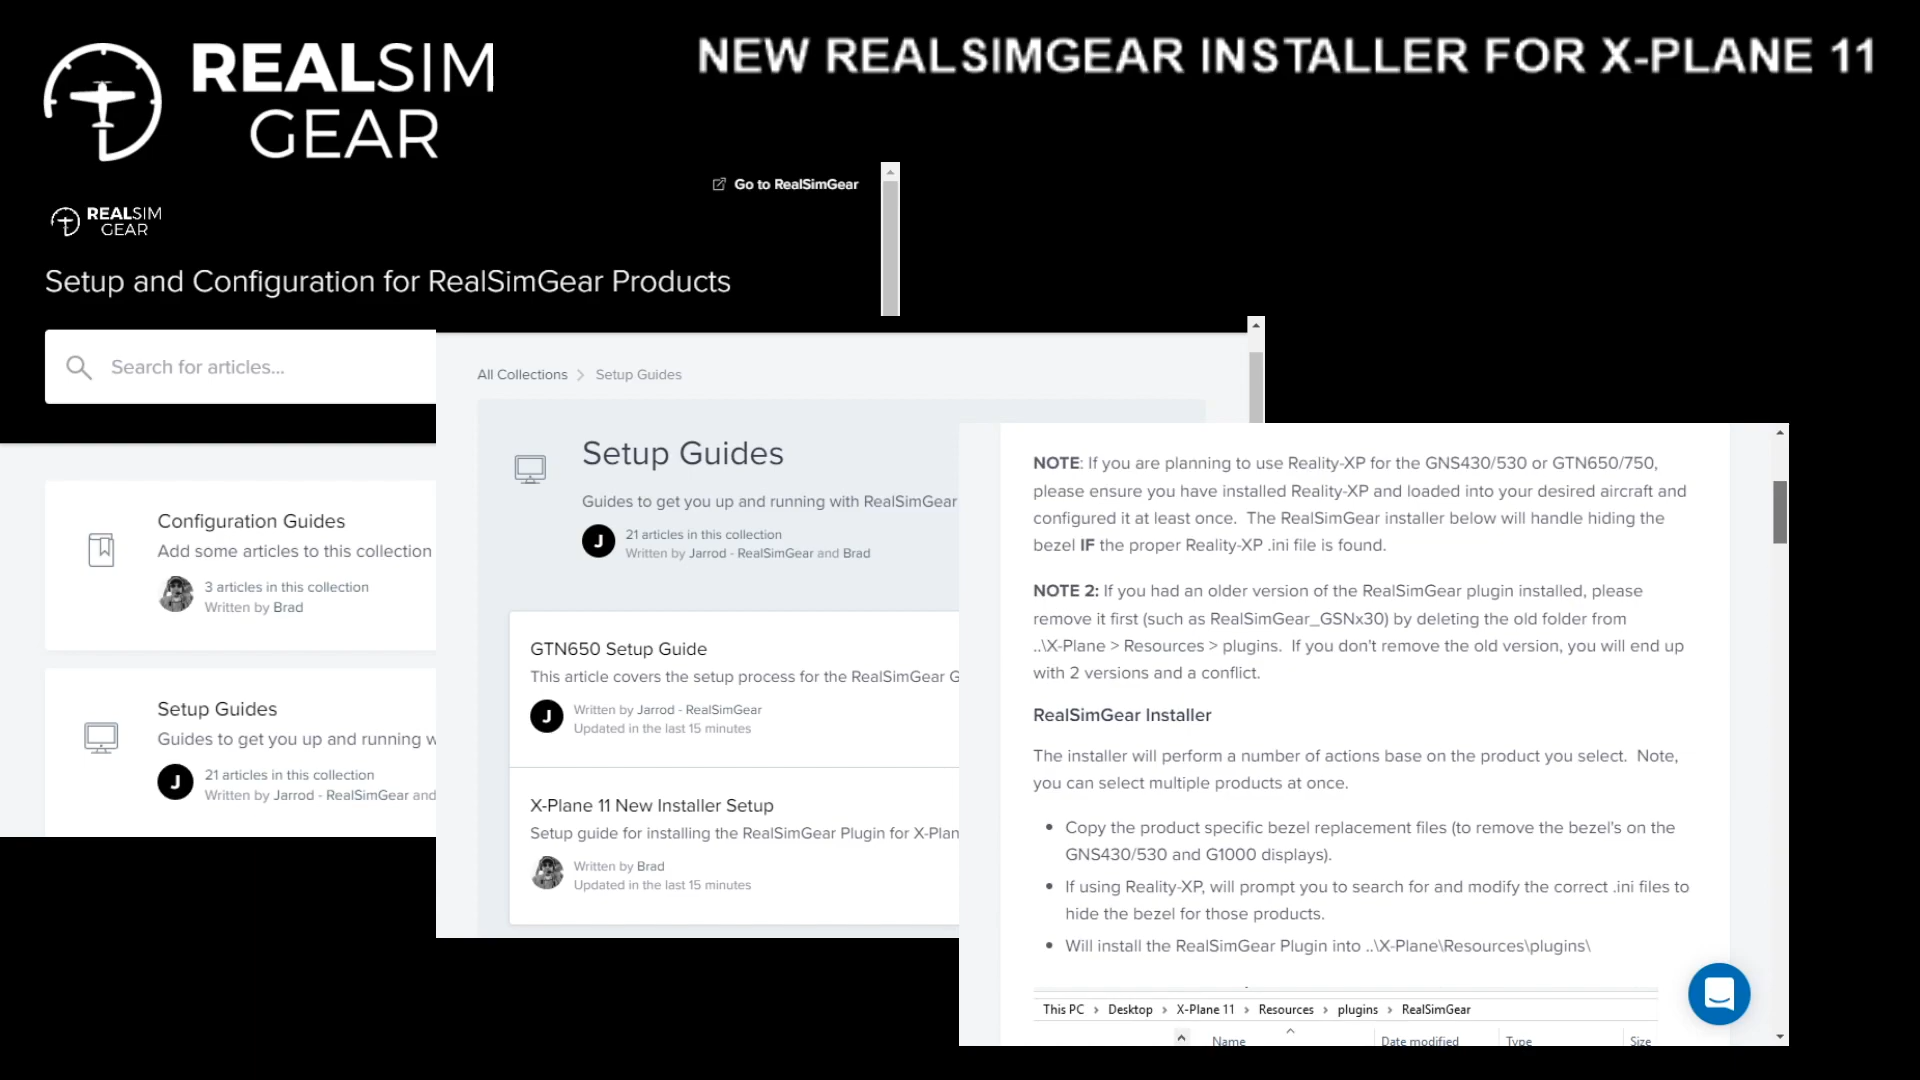 REALSIM
GEAR
NEW REALSIMGEAR INSTALLER FOR X-PLANE 11
Go to RealSimGear
REALSIM
GEAR
Setup and Configuration for RealSimGear Products
Search for articles...
Configuration Guides
Add some articles to this collection
3 articles in this collection
Written by Brad
Setup Guides
Guides to get you up and running w
J
21 articles in this collection
Written by Jarrod - RealSimGear and
All Collections > Setup Guides
Setup Guides
Guides to get you up and running with RealSimGear
J
21 articles in this collection
Written by Jarrod - RealSimGear and Brad
GTN650 Setup Guide
This article covers the setup process for the RealSimGear G
J
Written by Jarrod - RealSimGear
Updated in the last 15 minutes
X-Plane 11 New Installer Setup
Setup guide for installing the RealSimGear Plugin for X-Plan
Written by Brad
Updated in the last 15 minutes
NOTE: If you are planning to use Reality-XP for the GNS430/530 or GTN650/750,
please ensure you have installed Reality-XP and loaded into your desired aircraft and
configured it at least once. The RealSimGear installer below will handle hiding the
bezel IF the proper Reality-XP .ini file is found.
NOTE 2: If you had an older version of the RealSimGear plugin installed, please
remove it first (such as RealSimGear_GSNx30) by deleting the old folder from
..\X-Plane > Resources > plugins. If you don't remove the old version, you will end up
with 2 versions and a conflict.
RealSimGear Installer
The installer will perform a number of actions base on the product you select. Note,
you can select multiple products at once.
• Copy the product specific bezel replacement files (to remove the bezel's on the
GNS430/530 and G1000 displays).
• If using Reality-XP, will prompt you to search for and modify the correct .ini files to
hide the bezel for those products.
• Will install the RealSimGear Plugin into ..\X-Plane\Resources\plugins\
This PC > Desktop > X-Plane 11 > Resources > plugins > RealSimGear
Name Date modified Type Size